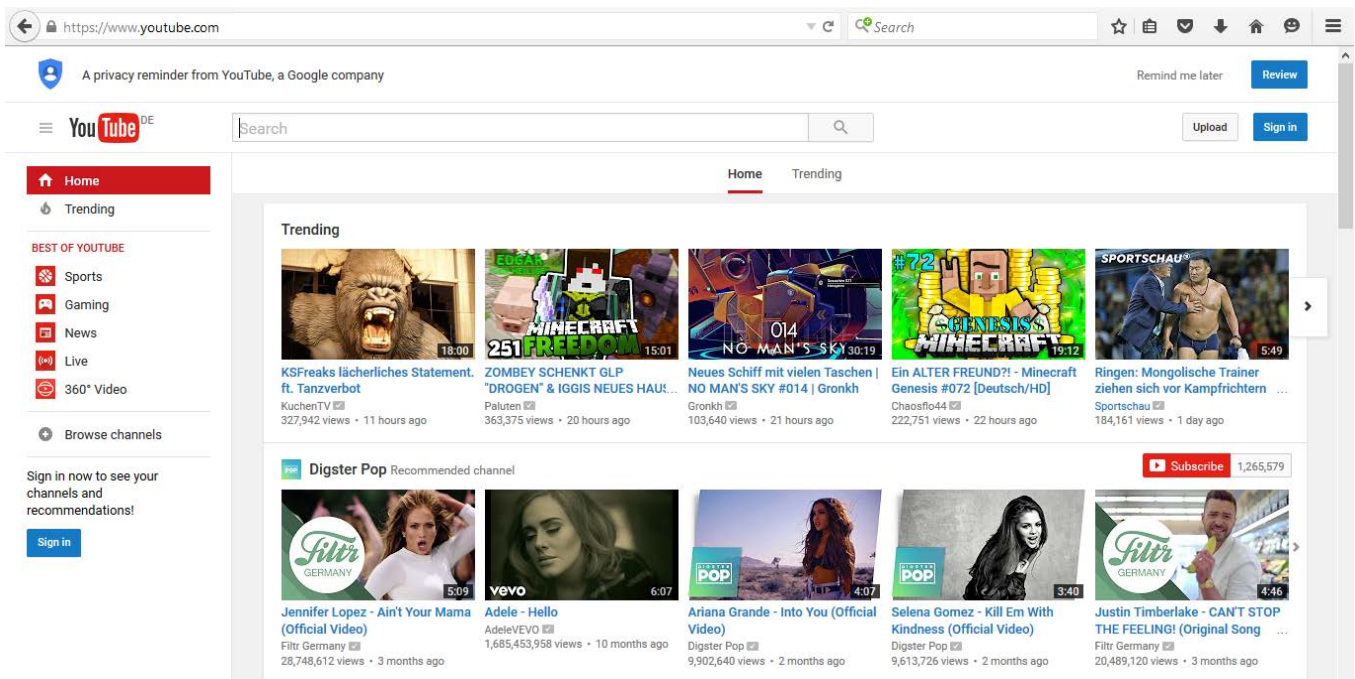 https://www.youtube.com
Search
A privacy reminder from YouTube, a Google company
Remind me later
Review
YouTube DE
Search
Upload
Sign in
Home
Trending
BEST OF YOUTUBE
Sports
Gaming
News
Live
360° Video
Browse channels
Sign in now to see your
channels and
recommendations!
Sign in
Home
Trending
Trending
18:00
KSFreaks lächerliches Statement.
ft. Tanzverbot
KuchenTV
327,942 views • 11 hours ago
EDGAR
MINECRAFT
251 FREEDOM
15:01
ZOMBEY SCHENKT GLP
"DROGEN" & IGGIS NEUES HAU...
Paluten
363,375 views • 20 hours ago
014
NO MAN'S SKY
30:19
Neues Schiff mit vielen Taschen |
NO MAN'S SKY #014 | Gronkh
Gronkh
103,640 views • 21 hours ago
#72
GENESIS
MINECRAFT
19:12
Ein ALTER FREUND?! - Minecraft
Genesis #072 [Deutsch/HD]
Chaosflo44
222,751 views • 22 hours ago
SPORTSCHAU
5:49
Ringen: Mongolische Trainer
ziehen sich vor Kampfrichtern ...
Sportschau
184,161 views • 1 day ago
POP
Digster Pop Recommended channel
Subscribe 1,265,579
Filtr
GERMANY
5:09
Jennifer Lopez - Ain't Your Mama
(Official Video)
Filtr Germany
28,748,612 views • 3 months ago
vevo
6:07
Adele - Hello
AdeleVEVO
1,685,453,958 views • 10 months ago
DIGSTER
POP
4:07
Ariana Grande - Into You (Official
Video)
Digster Pop
9,902,640 views • 2 months ago
DIGSTER
POP
3:40
Selena Gomez - Kill Em With
Kindness (Official Video)
Digster Pop
9,613,726 views • 2 months ago
Filtr
GERMANY
4:46
Justin Timberlake - CAN'T STOP
THE FEELING! (Original Song ...
Filtr Germany
20,489,120 views • 3 months ago